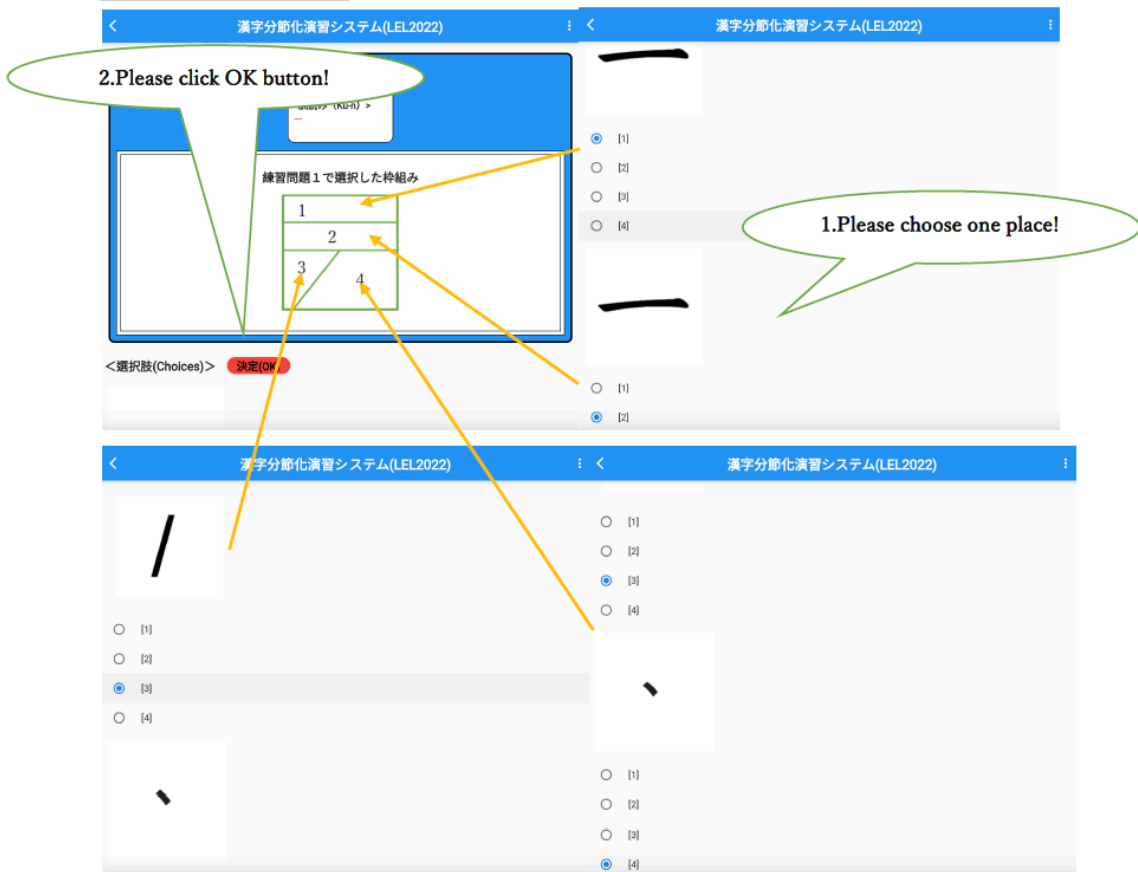 漢字分節化演習システム(LEL2022)
2.Please click OK button!
(Ku-n) >
練習問題１で選択した枠組み
1
2
3
4
＜選択肢(Choices)＞
決定(OK)
漢字分節化演習システム(LEL2022)
[1]
[2]
[3]
[4]
1.Please choose one place!
[1]
[2]
漢字分節化演習システム(LEL2022)
[1]
[2]
[3]
[4]
漢字分節化演習システム(LEL2022)
[1]
[2]
[3]
[4]
[1]
[2]
[3]
[4]